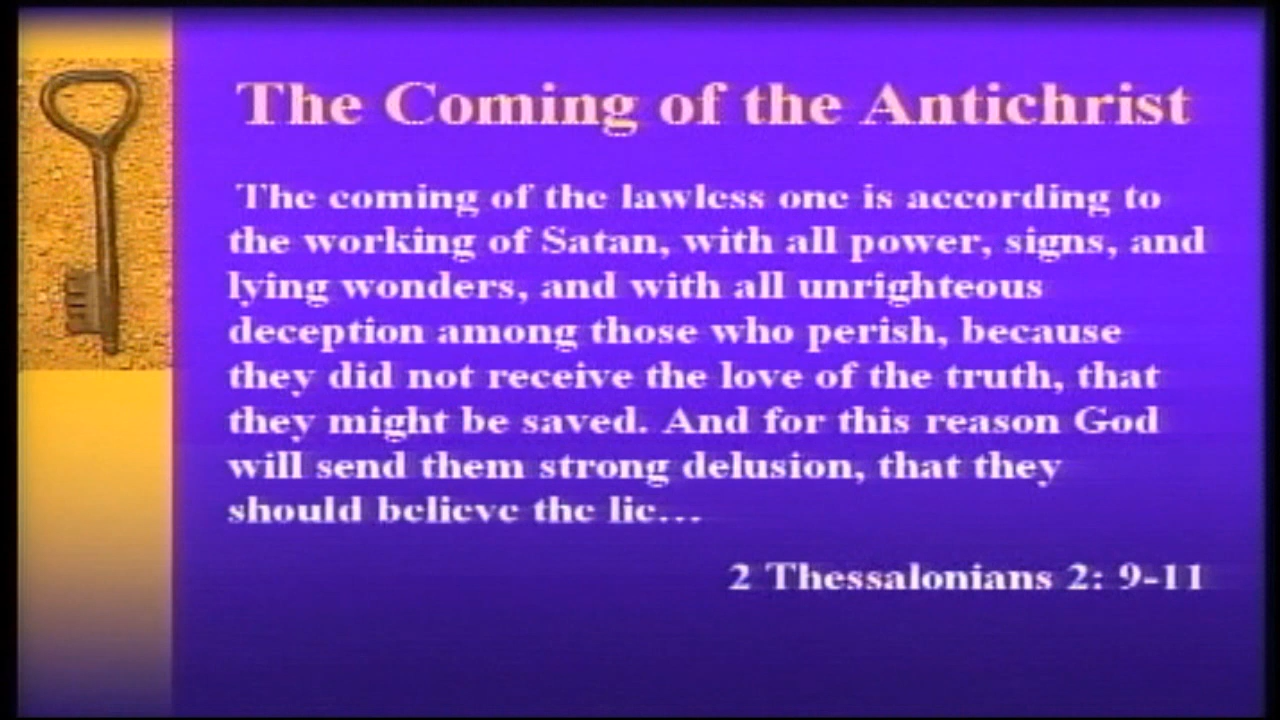 The Coming of the Antichrist
The coming of the lawless one is according to
the working of Satan, with all power, signs, and
lying wonders, and with all unrighteous
deception among those who perish, because
they did not receive the love of the truth, that
they might be saved. And for this reason God
will send them strong delusion, that they
should believe the lie...
2 Thessalonians 2: 9-11